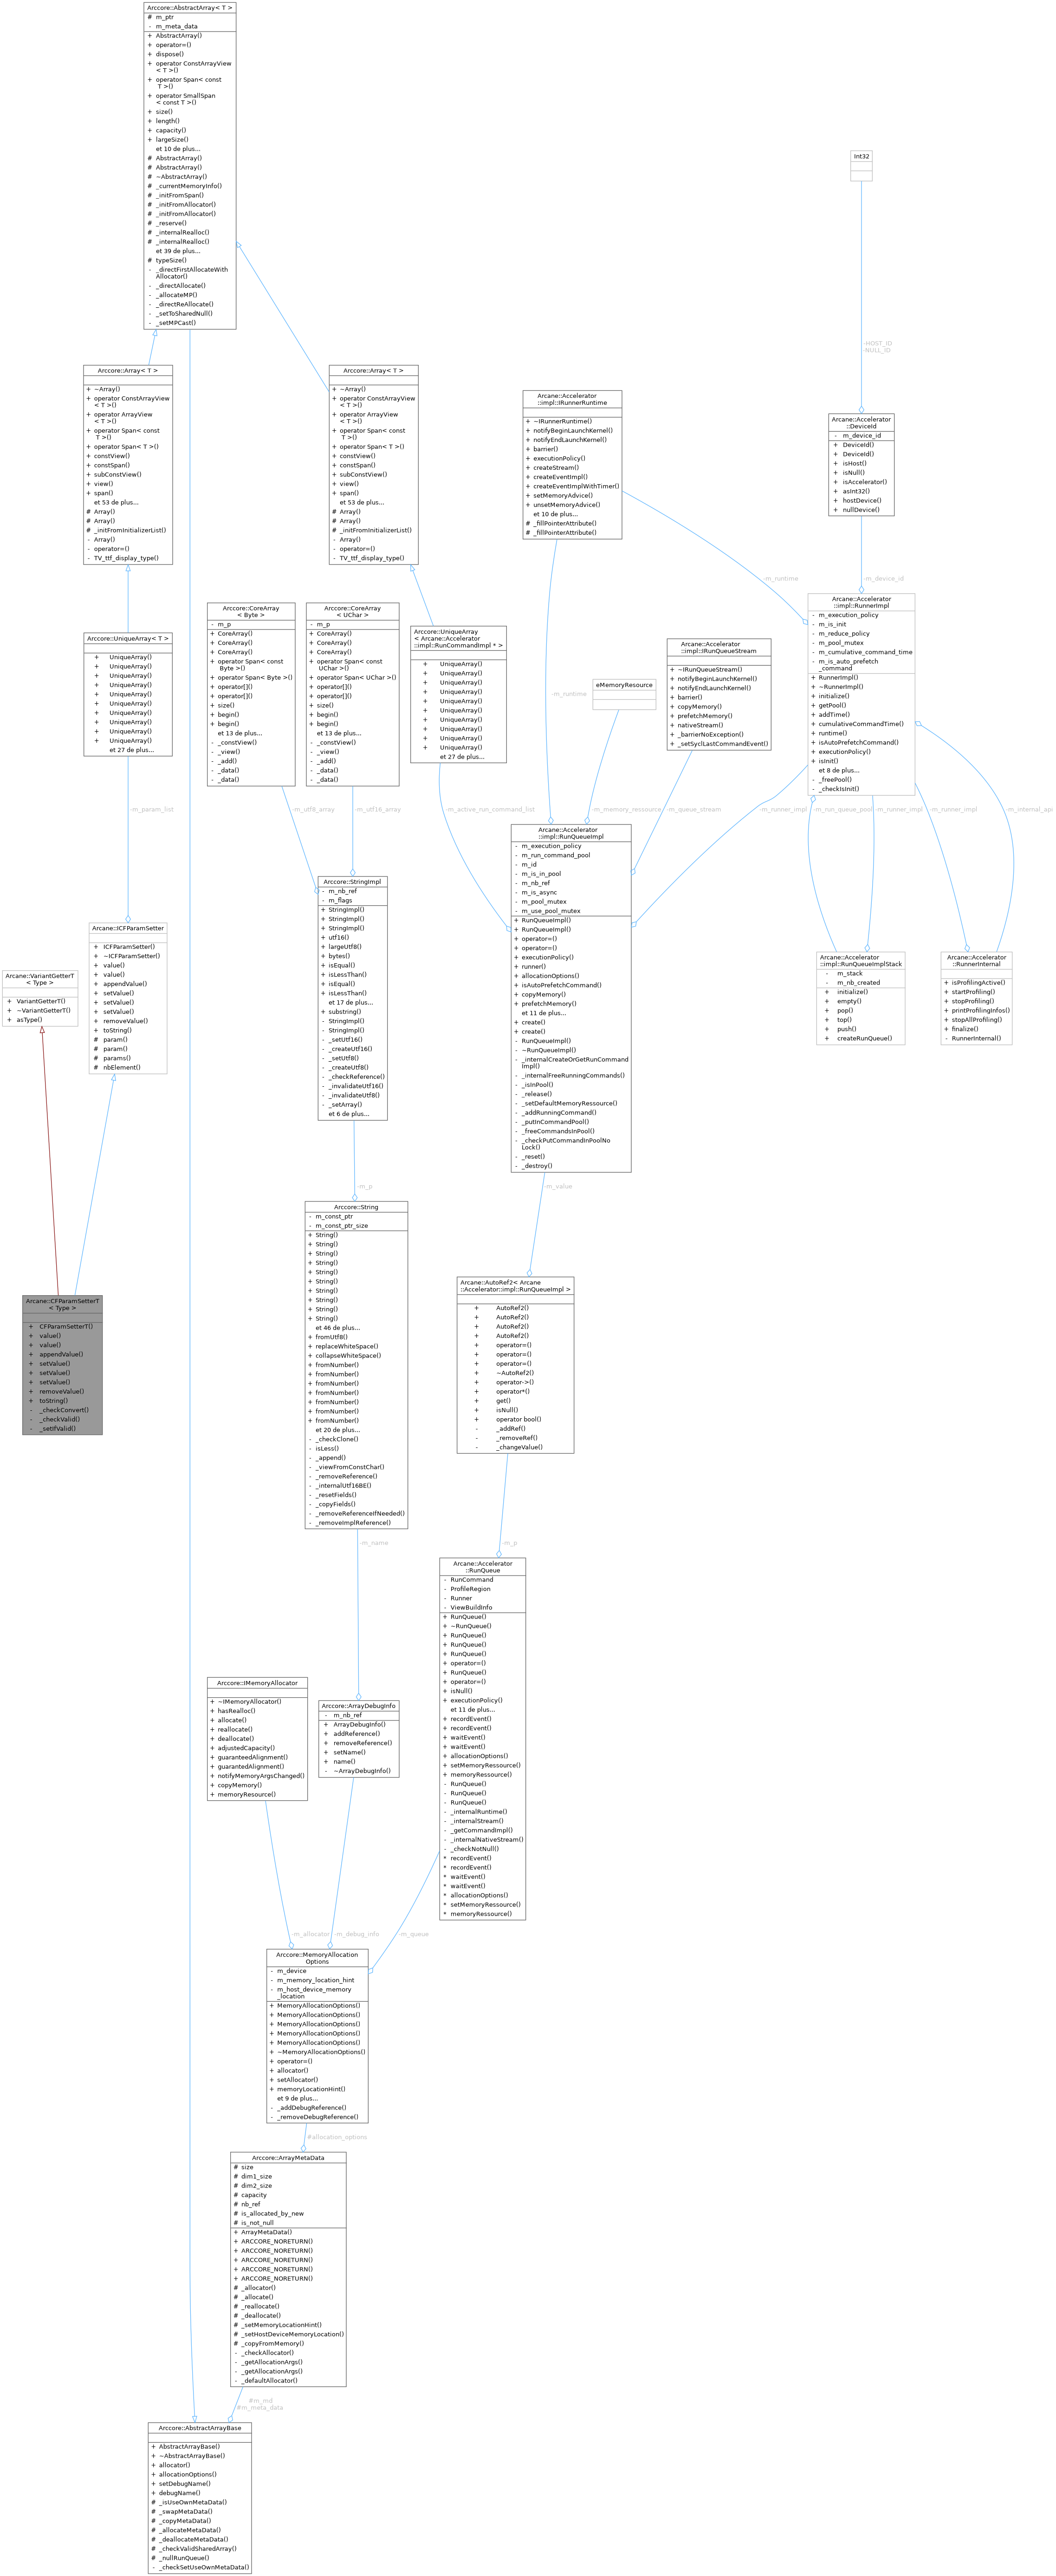 Arccore::AbstractArray< T >
# m_ptr
- m_meta_data
+ AbstractArray()
+ operator=()
+ dispose()
+ operator ConstArrayView
< T >()
+ operator Span< const
T >()
+ operator SmallSpan
< const T >()
+ size()
+ length()
+ capacity()
+ largeSize()
et 10 de plus...
# AbstractArray()
# AbstractArray()
# ~AbstractArray()
# _currentMemoryInfo()
# _initFromSpan()
# _initFromAllocator()
# _initFromAllocator()
# _reserve()
# _internalRealloc()
# _internalRealloc()
et 39 de plus...
# typeSize()
- _directFirstAllocateWith
Allocator()
- _directAllocate()
- _allocateMP()
- _directReAllocate()
- _setToSharedNull()
- _setMPCast()
Int32
-HOST_ID
-NULL_ID
Arccore::Array< T >
+ ~Array()
+ operator ConstArrayView
< T >()
+ operator ArrayView
< T >()
+ operator Span< const
T >()
+ operator Span< T >()
+ constView()
+ constSpan()
+ subConstView()
+ view()
+ span()
et 53 de plus...
# Array()
# Array()
# _initFromInitializerList()
- Array()
- operator=()
- TV_ttf_display_type()
Arccore::Array< T >
+ ~Array()
+ operator ConstArrayView
< T >()
+ operator ArrayView
< T >()
+ operator Span< const
T >()
+ operator Span< T >()
+ constView()
+ constSpan()
+ subConstView()
+ view()
+ span()
et 53 de plus...
# Array()
# Array()
# _initFromInitializerList()
- Array()
- operator=()
- TV_ttf_display_type()
Arcane::Accelerator
::impl::IRunnerRuntime
+ ~IRunnerRuntime()
+ notifyBeginLaunchKernel()
+ notifyEndLaunchKernel()
+ barrier()
+ executionPolicy()
+ createStream()
+ createEventImpl()
+ createEventImplWithTimer()
+ setMemoryAdvice()
+ unsetMemoryAdvice()
et 10 de plus...
# _fillPointerAttribute()
# _fillPointerAttribute()
Arcane::Accelerator
::DeviceId
- m_device_id
+ DeviceId()
+ DeviceId()
+ isHost()
+ isNull()
+ isAccelerator()
+ asInt32()
+ hostDevice()
+ nullDevice()
-m_runtime
-m_device_id
Arccore::UniqueArray< T >
+ UniqueArray()
+ UniqueArray()
+ UniqueArray()
+ UniqueArray()
+ UniqueArray()
+ UniqueArray()
+ UniqueArray()
+ UniqueArray()
+ UniqueArray()
+ UniqueArray()
et 27 de plus...
Arccore::CoreArray
< Byte >
- m_p
+ CoreArray()
+ CoreArray()
+ CoreArray()
+ operator Span< const
Byte >()
+ operator Span< Byte >()
+ operator[]()
+ operator[]()
+ size()
+ begin()
+ begin()
et 13 de plus...
- _constView()
- _view()
- _add()
- _data()
- _data()
Arccore::CoreArray
< UChar >
- m_p
+ CoreArray()
+ CoreArray()
+ CoreArray()
+ operator Span< const
UChar >()
+ operator Span< UChar >()
+ operator[]()
+ operator[]()
+ size()
+ begin()
+ begin()
et 13 de plus...
- _constView()
- _view()
- _add()
- _data()
- _data()
Arccore::UniqueArray
< Arcane::Accelerator
::impl::RunCommandImpl * >
+ UniqueArray()
+ UniqueArray()
+ UniqueArray()
+ UniqueArray()
+ UniqueArray()
+ UniqueArray()
+ UniqueArray()
+ UniqueArray()
+ UniqueArray()
+ UniqueArray()
et 27 de plus...
-m_runtime
eMemoryResource
Arcane::Accelerator
::impl::IRunQueueStream
+ ~IRunQueueStream()
+ notifyBeginLaunchKernel()
+ notifyEndLaunchKernel()
+ barrier()
+ copyMemory()
+ prefetchMemory()
+ nativeStream()
+ _barrierNoException()
+ _setSyclLastCommandEvent()
Arcane::Accelerator
::impl::RunnerImpl
- m_execution_policy
- m_is_init
- m_reduce_policy
- m_pool_mutex
- m_cumulative_command_time
- m_is_auto_prefetch
_command
+ RunnerImpl()
+ ~RunnerImpl()
+ initialize()
+ getPool()
+ addTime()
+ cumulativeCommandTime()
+ runtime()
+ isAutoPrefetchCommand()
+ executionPolicy()
+ isInit()
et 8 de plus...
- _freePool()
- _checkIsInit()
-m_param_list
-m_utf8_array
-m_utf16_array
-m_active_run_command_list
-m_memory_ressource
-m_queue_stream
-m_runner_impl
-m_run_queue_pool
-m_runner_impl
-m_runner_impl
-m_internal_api
Arcane::ICFParamSetter
+ ICFParamSetter()
+ ~ICFParamSetter()
+ value()
+ value()
+ appendValue()
+ setValue()
+ setValue()
+ setValue()
+ removeValue()
+ toString()
# param()
# param()
# params()
# nbElement()
Arcane::VariantGetterT
< Type >
+ VariantGetterT()
+ ~VariantGetterT()
+ asType()
Arccore::StringImpl
- m_nb_ref
- m_flags
+ StringImpl()
+ StringImpl()
+ StringImpl()
+ utf16()
+ largeUtf8()
+ bytes()
+ isEqual()
+ isLessThan()
+ isEqual()
+ isLessThan()
et 17 de plus...
+ substring()
- StringImpl()
- StringImpl()
- _setUtf16()
- _createUtf16()
- _setUtf8()
- _createUtf8()
- _checkReference()
- _invalidateUtf16()
- _invalidateUtf8()
- _setArray()
et 6 de plus...
Arcane::Accelerator
::impl::RunQueueImpl
- m_execution_policy
- m_run_command_pool
- m_id
- m_is_in_pool
- m_nb_ref
- m_is_async
- m_pool_mutex
- m_use_pool_mutex
+ RunQueueImpl()
+ RunQueueImpl()
+ operator=()
+ operator=()
+ executionPolicy()
+ runner()
+ allocationOptions()
+ isAutoPrefetchCommand()
+ copyMemory()
+ prefetchMemory()
et 11 de plus...
+ create()
+ create()
- RunQueueImpl()
- ~RunQueueImpl()
- _internalCreateOrGetRunCommand
Impl()
- _internalFreeRunningCommands()
- _isInPool()
- _release()
- _setDefaultMemoryRessource()
- _addRunningCommand()
- _putInCommandPool()
- _freeCommandsInPool()
- _checkPutCommandInPoolNo
Lock()
- _reset()
- _destroy()
Arcane::Accelerator
::impl::RunQueueImplStack
- m_stack
- m_nb_created
+ initialize()
+ empty()
+ pop()
+ top()
+ push()
+ createRunQueue()
Arcane::Accelerator
::RunnerInternal
+ isProfilingActive()
+ startProfiling()
+ stopProfiling()
+ printProfilingInfos()
+ stopAllProfiling()
+ finalize()
- RunnerInternal()
-m_p
-m_value
Arcane::CFParamSetterT
< Type >
+ CFParamSetterT()
+ value()
+ value()
+ appendValue()
+ setValue()
+ setValue()
+ setValue()
+ removeValue()
+ toString()
- _checkConvert()
- _checkValid()
- _setIfValid()
Arccore::String
- m_const_ptr
- m_const_ptr_size
+ String()
+ String()
+ String()
+ String()
+ String()
+ String()
+ String()
+ String()
+ String()
+ String()
et 46 de plus...
+ fromUtf8()
+ replaceWhiteSpace()
+ collapseWhiteSpace()
+ fromNumber()
+ fromNumber()
+ fromNumber()
+ fromNumber()
+ fromNumber()
+ fromNumber()
+ fromNumber()
et 20 de plus...
- _checkClone()
- isLess()
- _append()
- _viewFromConstChar()
- _removeReference()
- _internalUtf16BE()
- _resetFields()
- _copyFields()
- _removeReferenceIfNeeded()
- _removeImplReference()
Arcane::AutoRef2< Arcane
::Accelerator::impl::RunQueueImpl >
+ AutoRef2()
+ AutoRef2()
+ AutoRef2()
+ AutoRef2()
+ operator=()
+ operator=()
+ operator=()
+ ~AutoRef2()
+ operator->()
+ operator*()
+ get()
+ isNull()
+ operator bool()
- _addRef()
- _removeRef()
- _changeValue()
-m_name
-m_p
Arcane::Accelerator
::RunQueue
- RunCommand
- ProfileRegion
- Runner
- ViewBuildInfo
+ RunQueue()
+ ~RunQueue()
+ RunQueue()
+ RunQueue()
+ RunQueue()
+ operator=()
+ RunQueue()
+ operator=()
+ isNull()
+ executionPolicy()
et 11 de plus...
+ recordEvent()
+ recordEvent()
+ waitEvent()
+ waitEvent()
+ allocationOptions()
+ setMemoryRessource()
+ memoryRessource()
- RunQueue()
- RunQueue()
- RunQueue()
- _internalRuntime()
- _internalStream()
- _getCommandImpl()
- _internalNativeStream()
- _checkNotNull()
* recordEvent()
* recordEvent()
* waitEvent()
* waitEvent()
* allocationOptions()
* setMemoryRessource()
* memoryRessource()
Arccore::IMemoryAllocator
+ ~IMemoryAllocator()
+ hasRealloc()
+ allocate()
+ reallocate()
+ deallocate()
+ adjustedCapacity()
+ guaranteedAlignment()
+ guarantedAlignment()
+ notifyMemoryArgsChanged()
+ copyMemory()
+ memoryResource()
Arccore::ArrayDebugInfo
- m_nb_ref
+ ArrayDebugInfo()
+ addReference()
+ removeReference()
+ setName()
+ name()
- ~ArrayDebugInfo()
-m_allocator
-m_debug_info
-m_queue
Arccore::MemoryAllocation
Options
- m_device
- m_memory_location_hint
- m_host_device_memory
_location
+ MemoryAllocationOptions()
+ MemoryAllocationOptions()
+ MemoryAllocationOptions()
+ MemoryAllocationOptions()
+ MemoryAllocationOptions()
+ ~MemoryAllocationOptions()
+ operator=()
+ allocator()
+ setAllocator()
+ memoryLocationHint()
et 9 de plus...
- _addDebugReference()
- _removeDebugReference()
#allocation_options
Arccore::ArrayMetaData
# size
# dim1_size
# dim2_size
# capacity
# nb_ref
# is_allocated_by_new
# is_not_null
+ ArrayMetaData()
+ ARCCORE_NORETURN()
+ ARCCORE_NORETURN()
+ ARCCORE_NORETURN()
+ ARCCORE_NORETURN()
+ ARCCORE_NORETURN()
# _allocator()
# _allocate()
# _reallocate()
# _deallocate()
# _setMemoryLocationHint()
# _setHostDeviceMemoryLocation()
# _copyFromMemory()
- _checkAllocator()
- _getAllocationArgs()
- _getAllocationArgs()
- _defaultAllocator()
#m_md
#m_meta_data
Arccore::AbstractArrayBase
+ AbstractArrayBase()
+ ~AbstractArrayBase()
+ allocator()
+ allocationOptions()
+ setDebugName()
+ debugName()
# _isUseOwnMetaData()
# _swapMetaData()
# _copyMetaData()
# _allocateMetaData()
# _deallocateMetaData()
# _checkValidSharedArray()
# _nullRunQueue()
- _checkSetUseOwnMetaData()